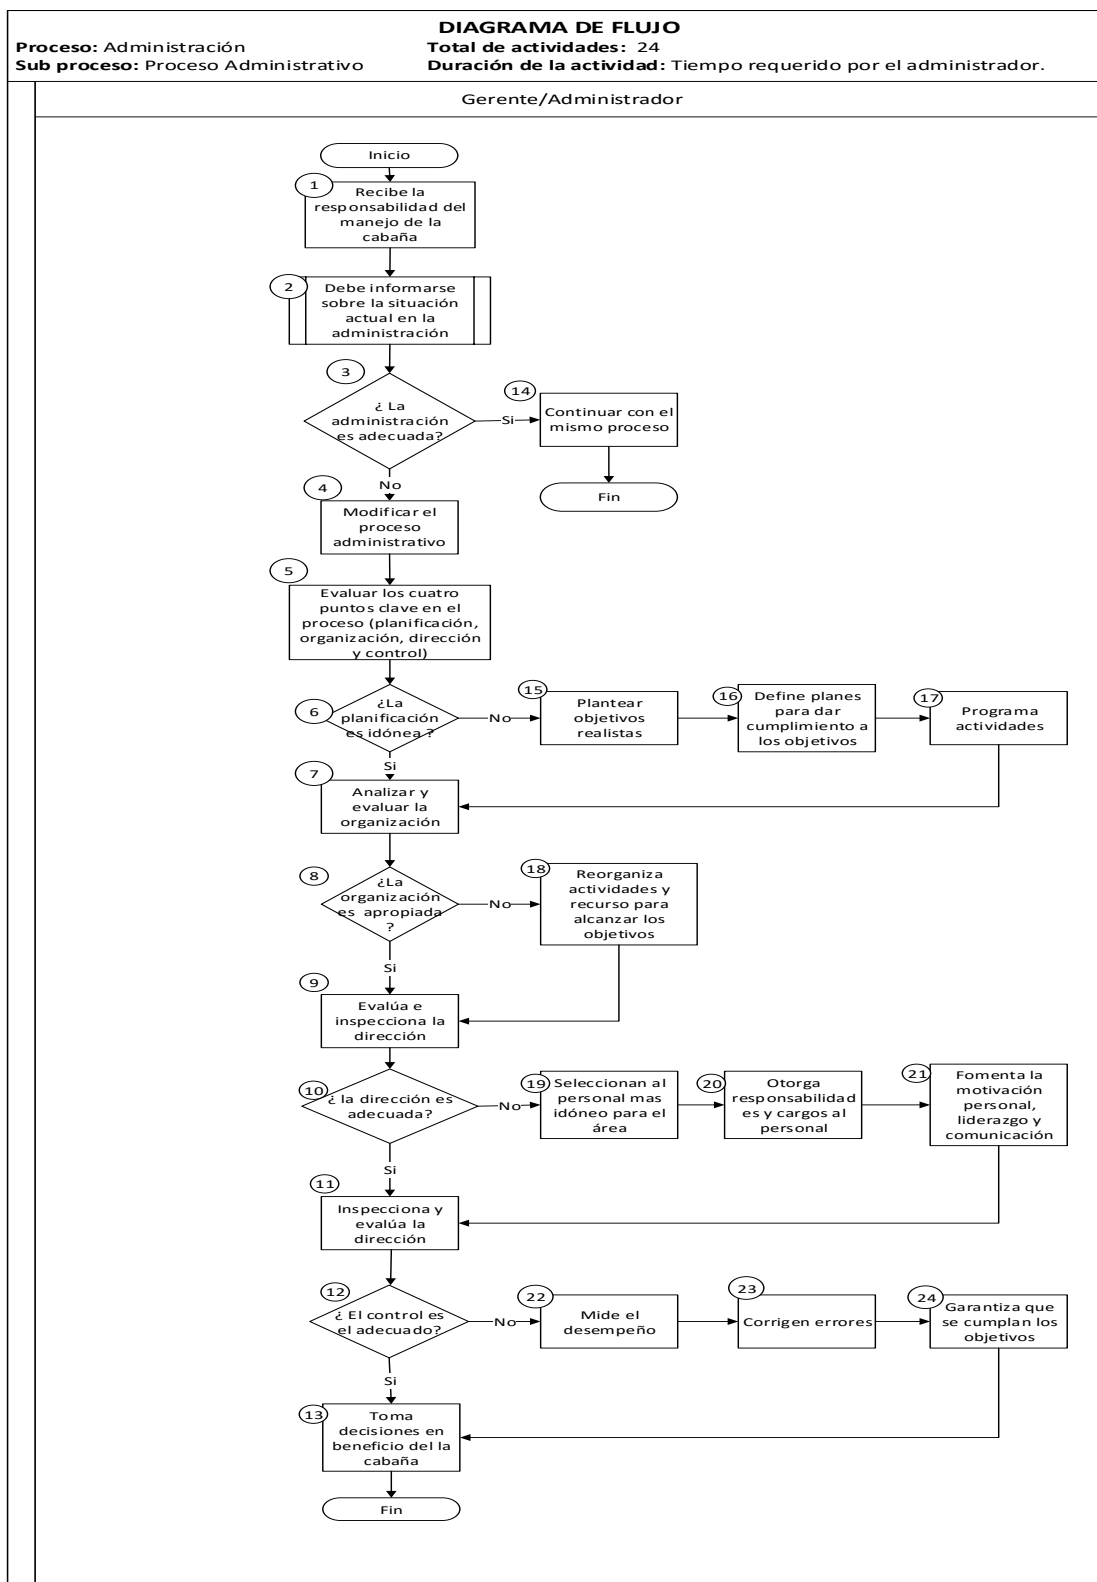 DIAGRAMA DE FLUJO
Proceso: Administración
Total de actividades: 24
Sub proceso: Proceso Administrativo
Duración de la actividad: Tiempo requerido por el administrador.
Gerente/Administrador
Inicio
1
Recibe la
responsabilidad del
manejo de la
cabaña
2
Debe informarse
sobre la situación
actual en la
administración
3
¿ La
administración
es adecuada?
Si
14
Continuar con el
mismo proceso
Fin
No
4
Modificar el
proceso
administrativo
5
Evaluar los cuatro
puntos clave en el
proceso (planificación,
organización, dirección
y control)
6
¿La
planificación
es idónea ?
No
15
Plantear
objetivos
realistas
16
Define planes
para dar
cumplimiento a
los objetivos
17
Programa
actividades
Si
7
Analizar y
evaluar la
organización
8
¿La
organización
es apropiada
?
No
18
Reorganiza
actividades y
recurso para
alcanzar los
objetivos
Si
9
Evalúa e
inspecciona la
dirección
10
¿ la dirección es
adecuada?
No
19
Seleccionan al
personal mas
idóneo para el
área
20
Otorga
responsabilidad
es y cargos al
personal
21
Fomenta la
motivación
personal,
liderazgo y
comunicación
Si
11
Inspecciona y
evalúa la
dirección
12
¿ El control es
el adecuado?
No
22
Mide el
desempeño
23
Corrigen errores
24
Garantiza que
se cumplan los
objetivos
Si
13
Toma
decisiones en
beneficio del la
cabaña
Fin